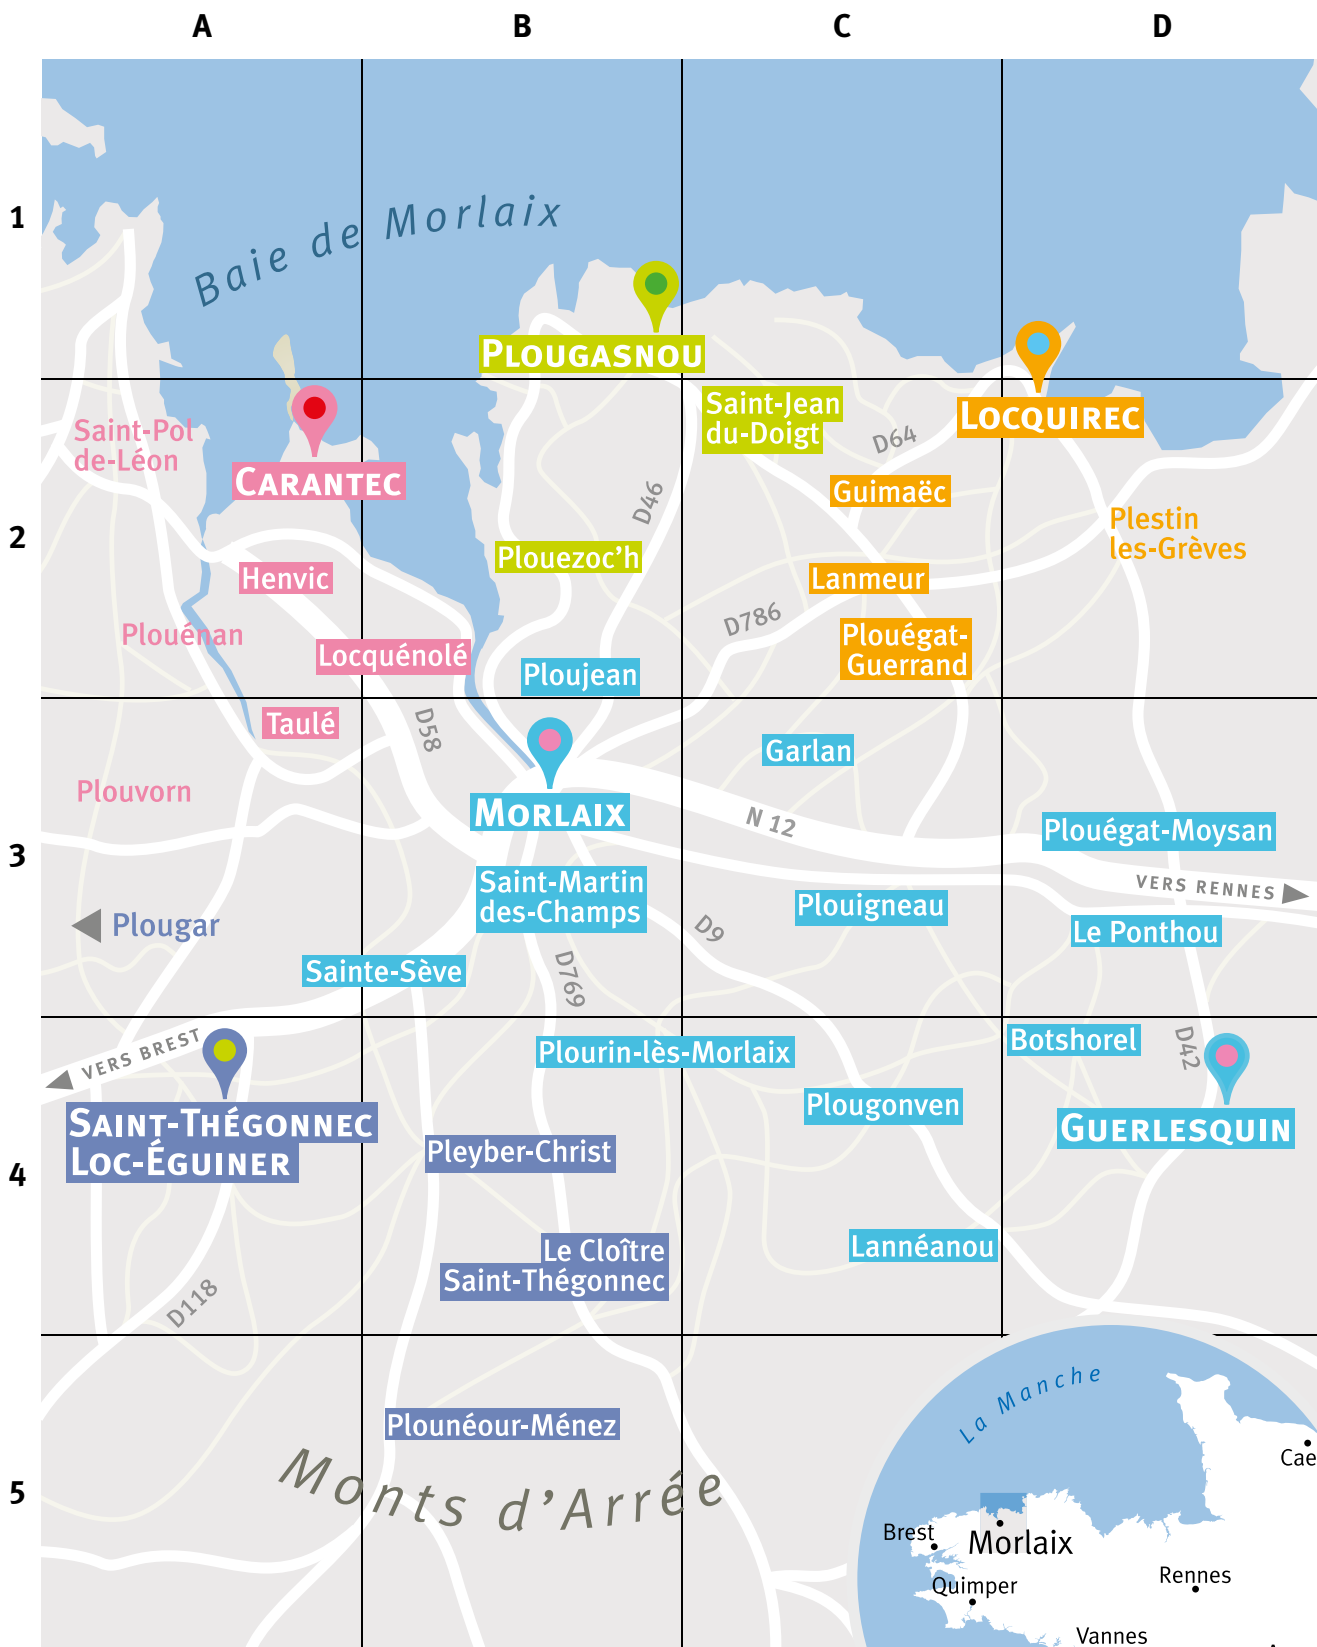 A B C D
1
Baie de Morlaix
PLOUGASNOU
LOCQUIREC
2
Saint-Pol
de-Léon
CARANTEC
Saint-Jean
du-Doigt
D64
D46
Guimaëc
Plestin
les-Grèves
Plouezoc’h
Henvic
Lanmeur
D786
Plouénan
Locquénolé
Ploujean
Plouégat-
Guerrand
3
Taulé
D58
Garlan
Plouvorn
MORLAIX
N 12
Plouégat-Moysan
VERS RENNES
Saint-Martin
des-Champs
Plouigneau
Plougar
D9
Le Ponthou
Sainte-Sève
D769
4
VERS BREST
Plourin-lès-Morlaix
Botshorel
D42
SAINT-THÉGONNEC
LOC-ÉGUINER
Plougonven
GUERLESQUIN
Pleyber-Christ
Le Cloître
Saint-Thégonnec
Lannéanou
D118
5
Plounéour-Ménez
Monts d’Arrée
La Manche
Cae
Brest
Morlaix
Quimper
Rennes
Vannes